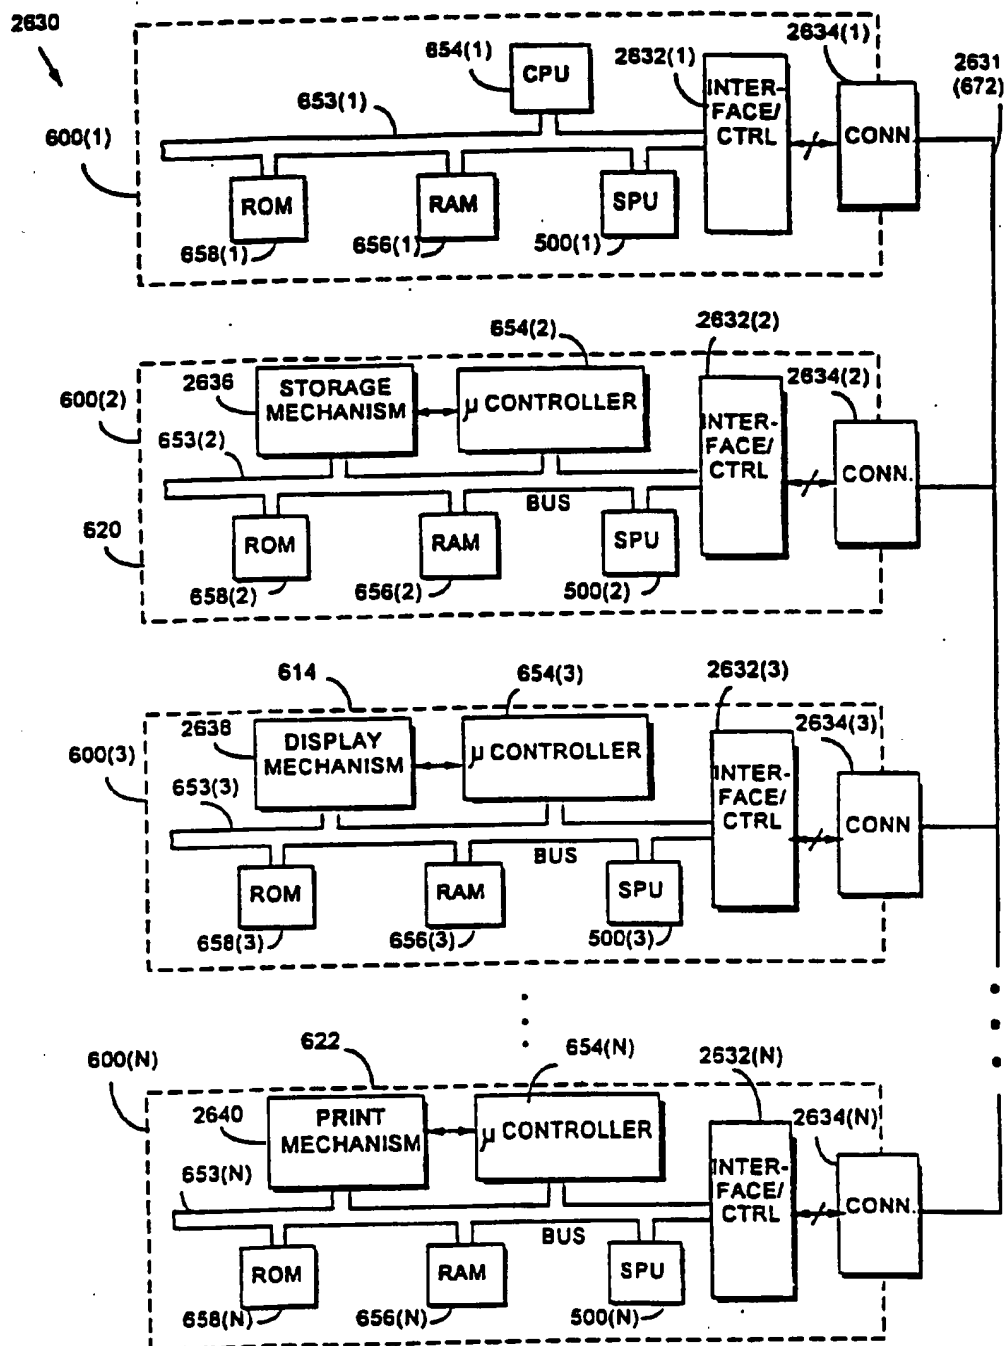 2630
600(1)
654(1)
CPU
653(1)
2632(1)
INTER-
FACE/
CTRL
2634(1)
CONN
2631
(672)
ROM
658(1)
RAM
656(1)
SPU
500(1)
600(2)
2636
STORAGE
MECHANISM
654(2)
µ CONTROLLER
2632(2)
INTER-
FACE/
CTRL
2634(2)
CONN.
653(2)
BUS
620
ROM
658(2)
RAM
656(2)
SPU
500(2)
614
600(3)
2638
DISPLAY
MECHANISM
654(3)
µ CONTROLLER
2632(3)
INTER-
FACE/
CTRL
2634(3)
CONN
653(3)
BUS
ROM
658(3)
RAM
656(3)
SPU
500(3)
622
600(N)
2640
PRINT
MECHANISM
654(N)
µ CONTROLLER
2632(N)
INTER-
FACE/
CTRL
2634(N)
CONN.
653(N)
BUS
ROM
658(N)
RAM
656(N)
SPU
500(N)